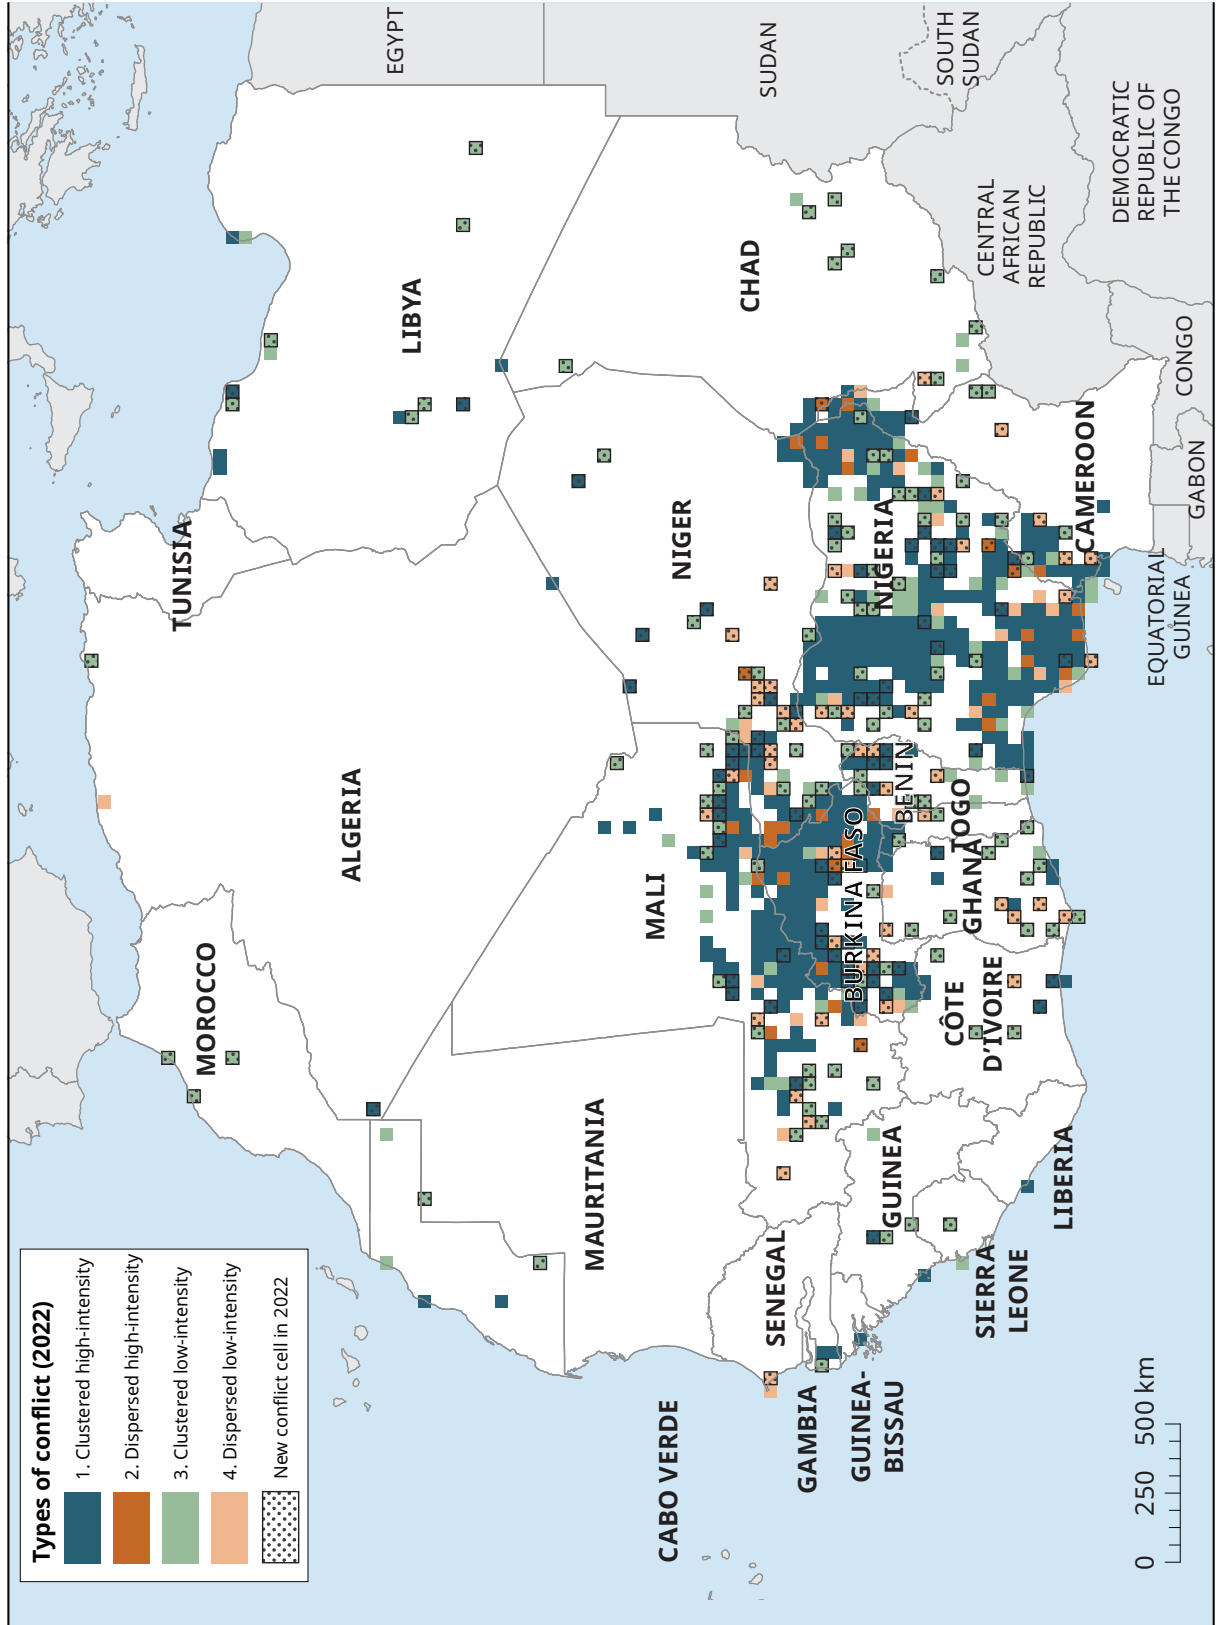 Types of conflict (2022)
1. Clustered high-intensity
2. Dispersed high-intensity
3. Clustered low-intensity
4. Dispersed low-intensity
New conflict cell in 2022
MOROCCO
ALGERIA
TUNISIA
LIBYA
EGYPT
MAURITANIA
MALI
NIGER
CHAD
SUDAN
SOUTH
SUDAN
CABO VERDE
SENEGAL
GAMBIA
GUINEA-
BISSAU
GUINEA
SIERRA
LEONE
LIBERIA
CÔTE
D'IVOIRE
BURKINA FASO
GHANA
TOGO
BENIN
NIGERIA
CAMEROON
CENTRAL
AFRICAN
REPUBLIC
EQUATORIAL
GUINEA
GABON
CONGO
DEMOCRATIC
REPUBLIC OF
THE CONGO
0 250 500 km